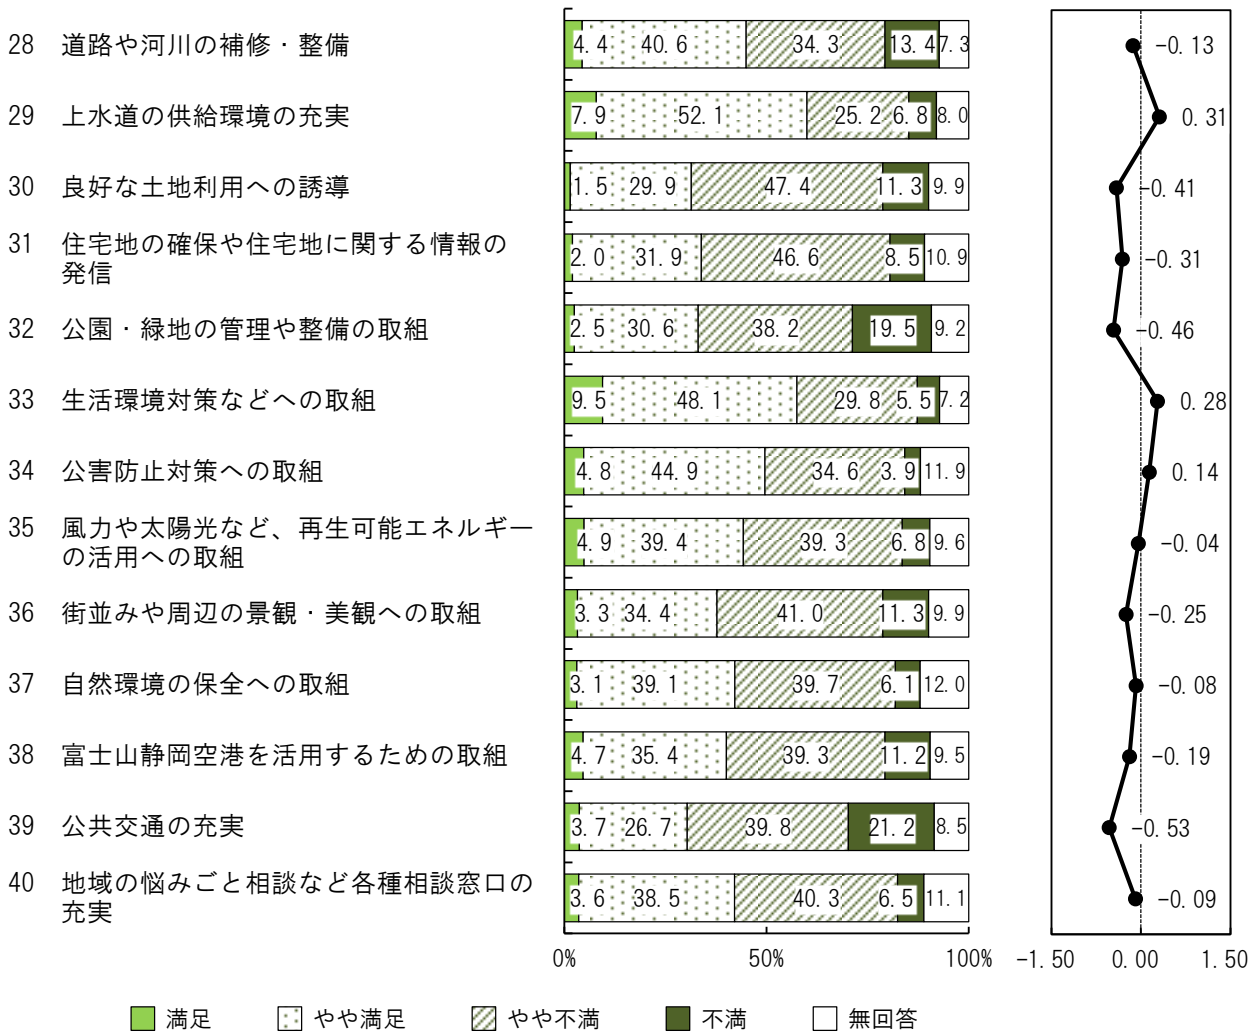 28 道路や河川の補修・整備 4.4 40.6 34.3 13.4 7.3 -0.13
29 上水道の供給環境の充実 7.9 52.1 25.2 6.8 8.0 0.31
30 良好な土地利用への誘導 1.5 29.9 47.4 11.3 9.9 -0.41
31 住宅地の確保や住宅地に関する情報の
発信 2.0 31.9 46.6 8.5 10.9 -0.31
32 公園・緑地の管理や整備の取組 2.5 30.6 38.2 19.5 9.2 -0.46
33 生活環境対策などへの取組 9.5 48.1 29.8 5.5 7.2 0.28
34 公害防止対策への取組 4.8 44.9 34.6 3.9 11.9 0.14
35 風力や太陽光など、再生可能エネルギー
の活用への取組 4.9 39.4 39.3 6.8 9.6 -0.04
36 街並みや周辺の景観・美観への取組 3.3 34.4 41.0 11.3 9.9 -0.25
37 自然環境の保全への取組 3.1 39.1 39.7 6.1 12.0 -0.08
38 富士山静岡空港を活用するための取組 4.7 35.4 39.3 11.2 9.5 -0.19
39 公共交通の充実 3.7 26.7 39.8 21.2 8.5 -0.53
40 地域の悩みごと相談など各種相談窓口の
充実 3.6 38.5 40.3 6.5 11.1 -0.09
0% 50% 100% -1.50 0.00 1.50
満足 やや満足 やや不満 不満 無回答